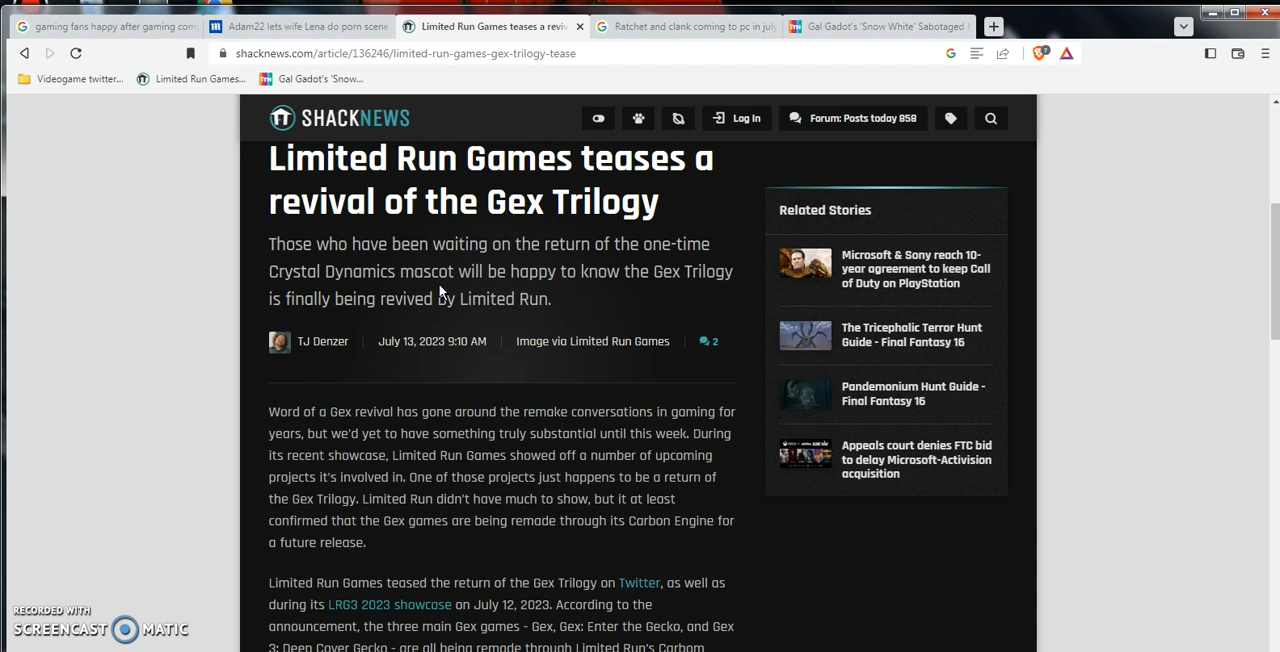 gaming fans happy after gaming com
Adam22 lets wife Lena do porn scene
Limited Run Games teases a reviv
Ratchet and clank coming to pc in july
Gal Gadot's 'Snow White' Sabotaged
shacknews.com/article/136246/limited-run-games-gex-trilogy-tease
Videogame twitter...
Limited Run Games...
Gal Gadot's 'Snow...
SHACKNEWS
Log In
Forum: Posts today 858
Limited Run Games teases a
revival of the Gex Trilogy
Those who have been waiting on the return of the one-time
Crystal Dynamics mascot will be happy to know the Gex Trilogy
is finally being revived by Limited Run.
TJ Denzer
July 13, 2023 9:10 AM
Image via Limited Run Games
2
Word of a Gex revival has gone around the remake conversations in gaming for
years, but we'd yet to have something truly substantial until this week. During
its recent showcase, Limited Run Games showed off a number of upcoming
projects it's involved in. One of those projects just happens to be a return of
the Gex Trilogy. Limited Run didn't have much to show, but it at least
confirmed that the Gex games are being remade through its Carbon Engine for
a future release.
Limited Run Games teased the return of the Gex Trilogy on Twitter, as well as
during its LRG3 2023 showcase on July 12, 2023. According to the
announcement, the three main Gex games - Gex, Gex: Enter the Gecko, and Gex
3: Deep Cover Gecko - are all being remade through Limited Run's Carbon
Related Stories
Microsoft & Sony reach 10-
year agreement to keep Call
of Duty on PlayStation
The Tricephalic Terror Hunt
Guide - Final Fantasy 16
Pandemonium Hunt Guide -
Final Fantasy 16
Appeals court denies FTC bid
to delay Microsoft-Activision
acquisition
RECORDED WITH
SCREENCAST MATIC